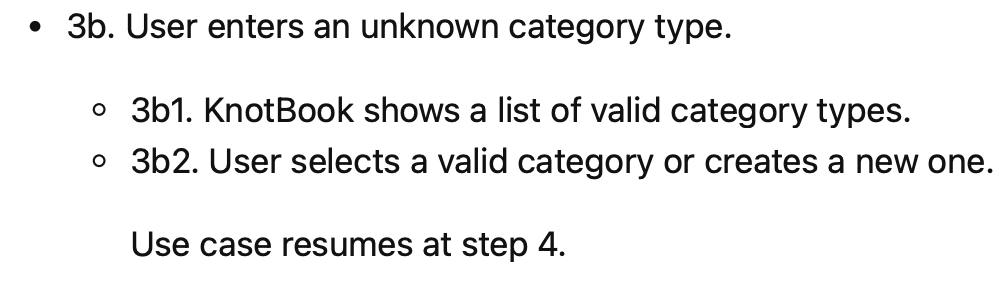 • 3b. User enters an unknown category type.
○ 3b1. KnotBook shows a list of valid category types.
○ 3b2. User selects a valid category or creates a new one.
Use case resumes at step 4.